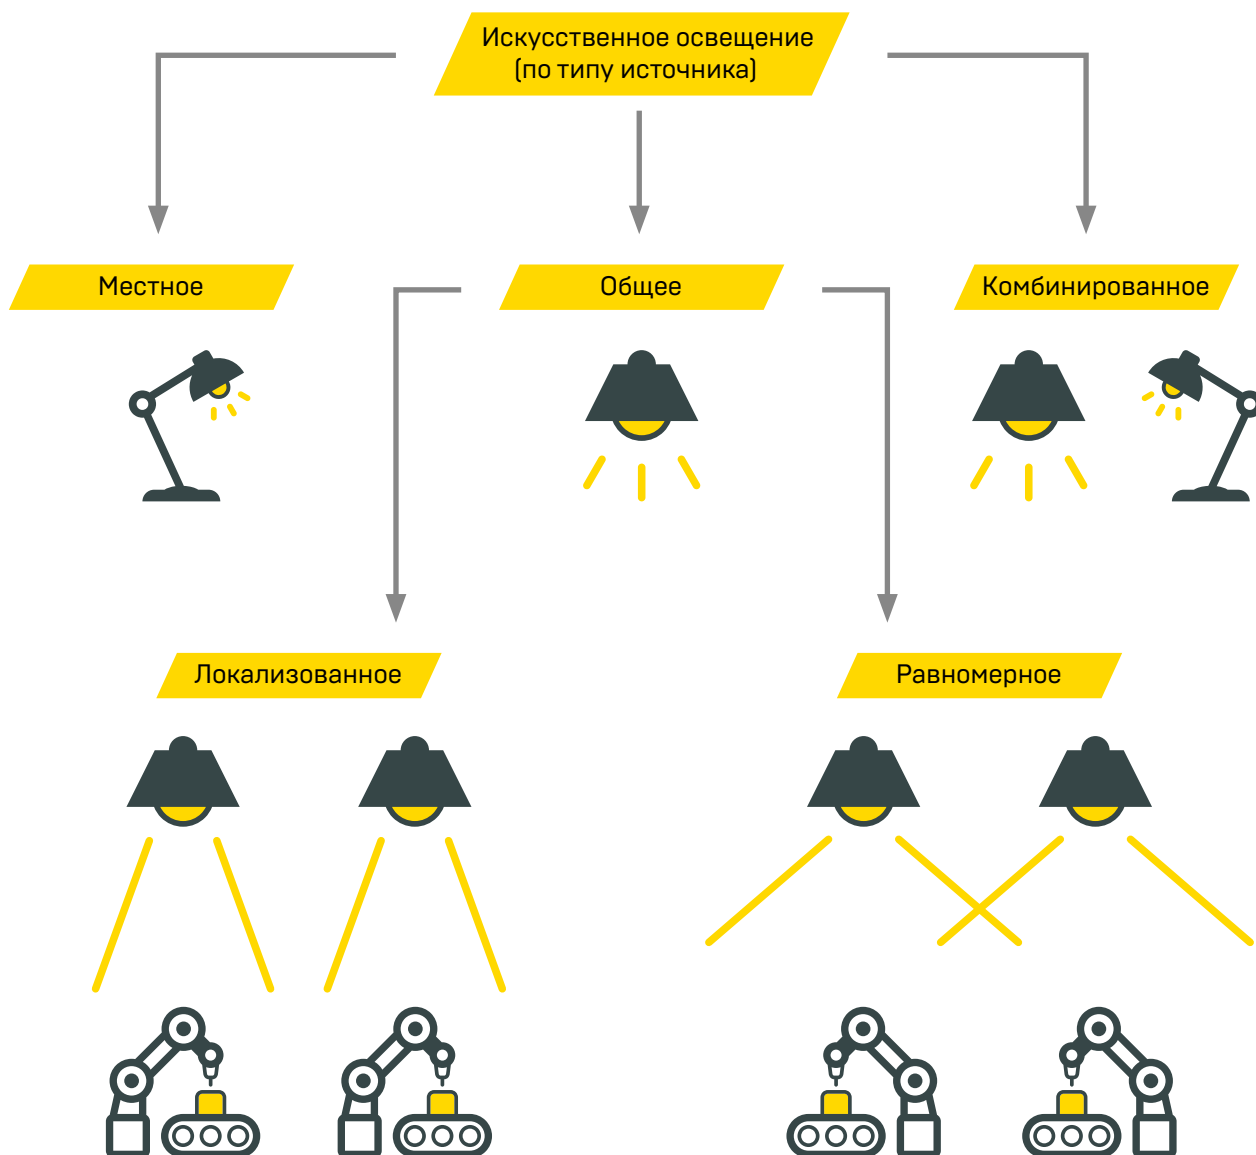 Искусственное освещение
(по типу источника)
Местное
Общее
Комбинированное
Локализованное
Равномерное